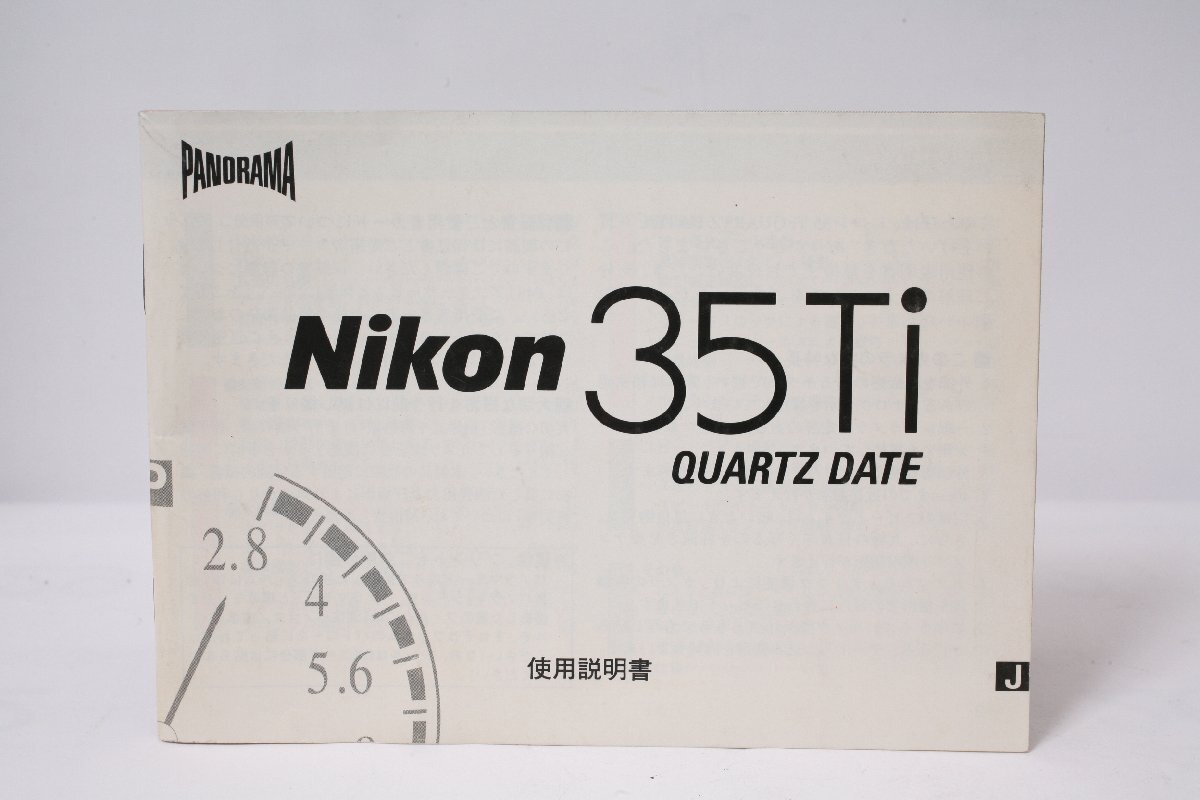 PANORAMA
Nikon 35Ti
QUARTZ DATE
P
2.8
4
5.6
使用説明書
J